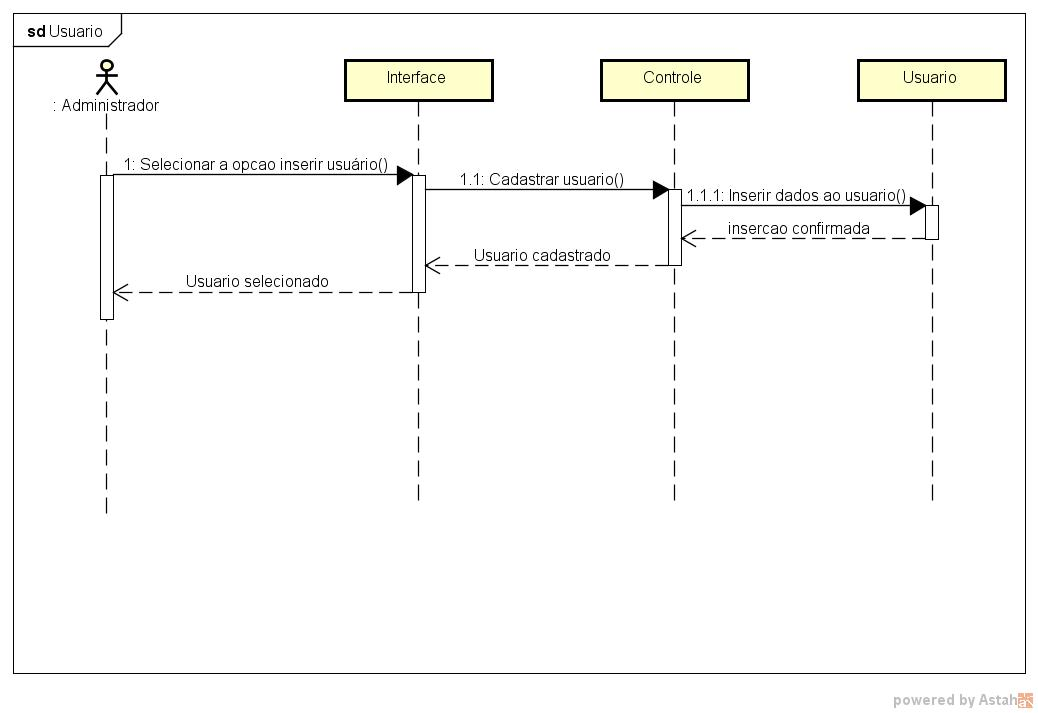 sd Usuario
: Administrador
Interface
Controle
Usuario
1: Selecionar a opcao inserir usuário()
1.1: Cadastrar usuario()
1.1.1: Inserir dados ao usuario()
insercao confirmada
Usuario cadastrado
Usuario selecionado
powered by Astah